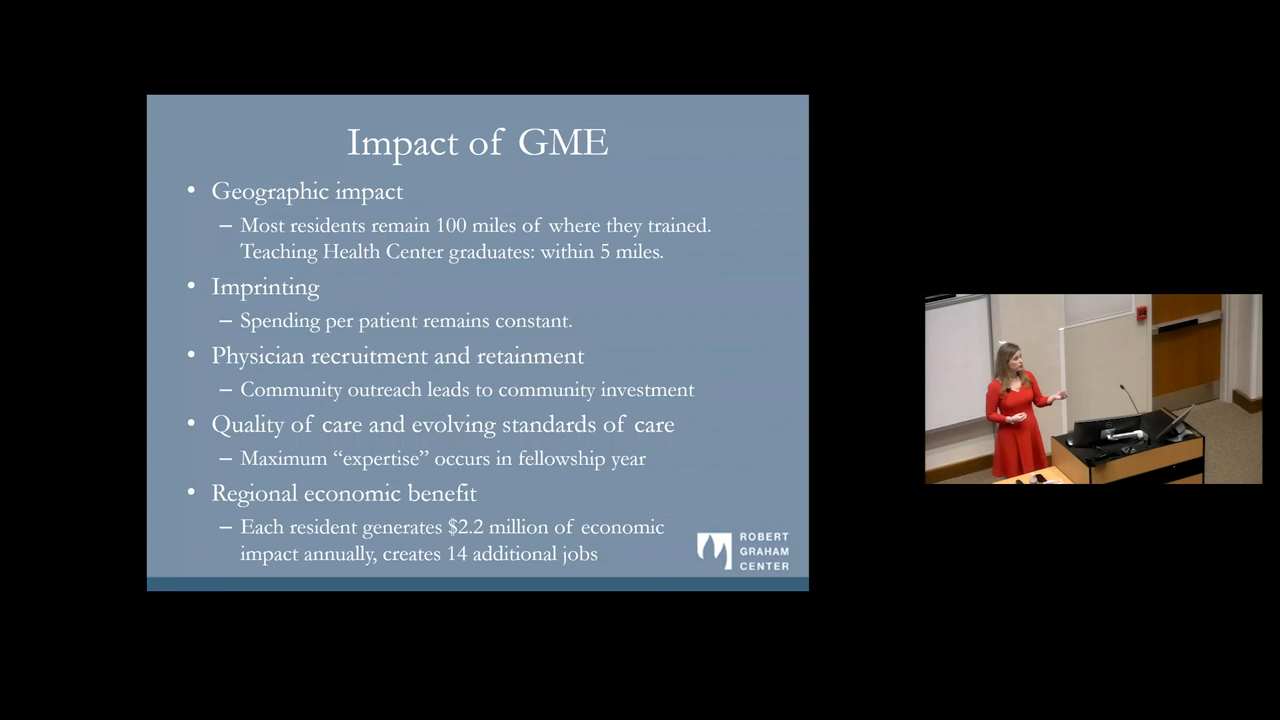 Impact of GME
• Geographic impact
– Most residents remain 100 miles of where they trained.
Teaching Health Center graduates: within 5 miles.
• Imprinting
– Spending per patient remains constant.
• Physician recruitment and retainment
– Community outreach leads to community investment
• Quality of care and evolving standards of care
– Maximum “expertise” occurs in fellowship year
• Regional economic benefit
– Each resident generates $2.2 million of economic
impact annually, creates 14 additional jobs
ROBERT
GRAHAM
CENTER